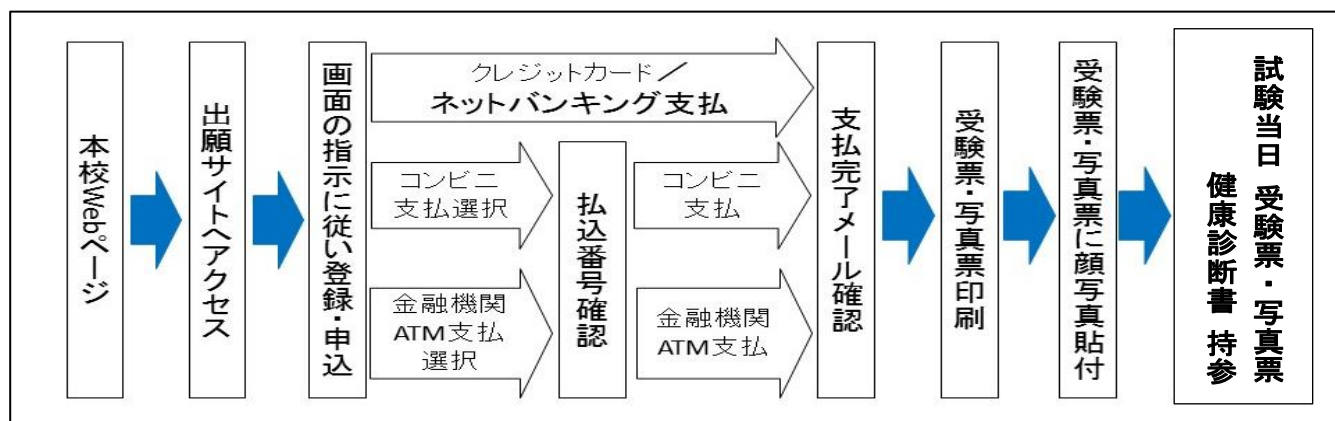 本校Webページ
出願サイトへアクセス
画面の指示に従い登録・申込
クレジットカード／
ネットバンキング支払
コンビニ
支払選択
金融機関
ATM支払
選択
払込番号確認
コンビニ
支払
金融機関
ATM支払
支払完了メール確認
受験票・写真票印刷
受験票・写真票に顔写真貼付
試験当日 受験票・写真票
健康診断書 持参